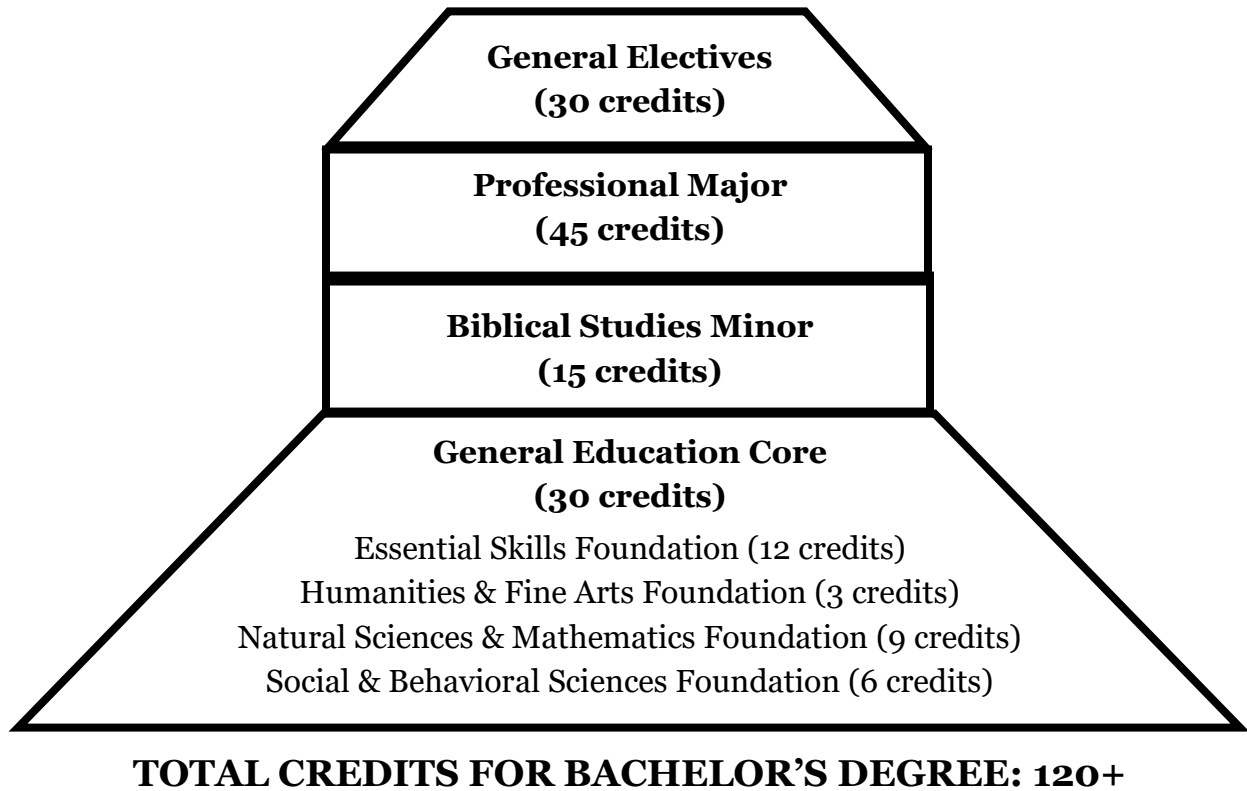 General Electives
(30 credits)
Professional Major
(45 credits)
Biblical Studies Minor
(15 credits)
General Education Core
(30 credits)
Essential Skills Foundation (12 credits)
Humanities & Fine Arts Foundation (3 credits)
Natural Sciences & Mathematics Foundation (9 credits)
Social & Behavioral Sciences Foundation (6 credits)
TOTAL CREDITS FOR BACHELOR’S DEGREE: 120+